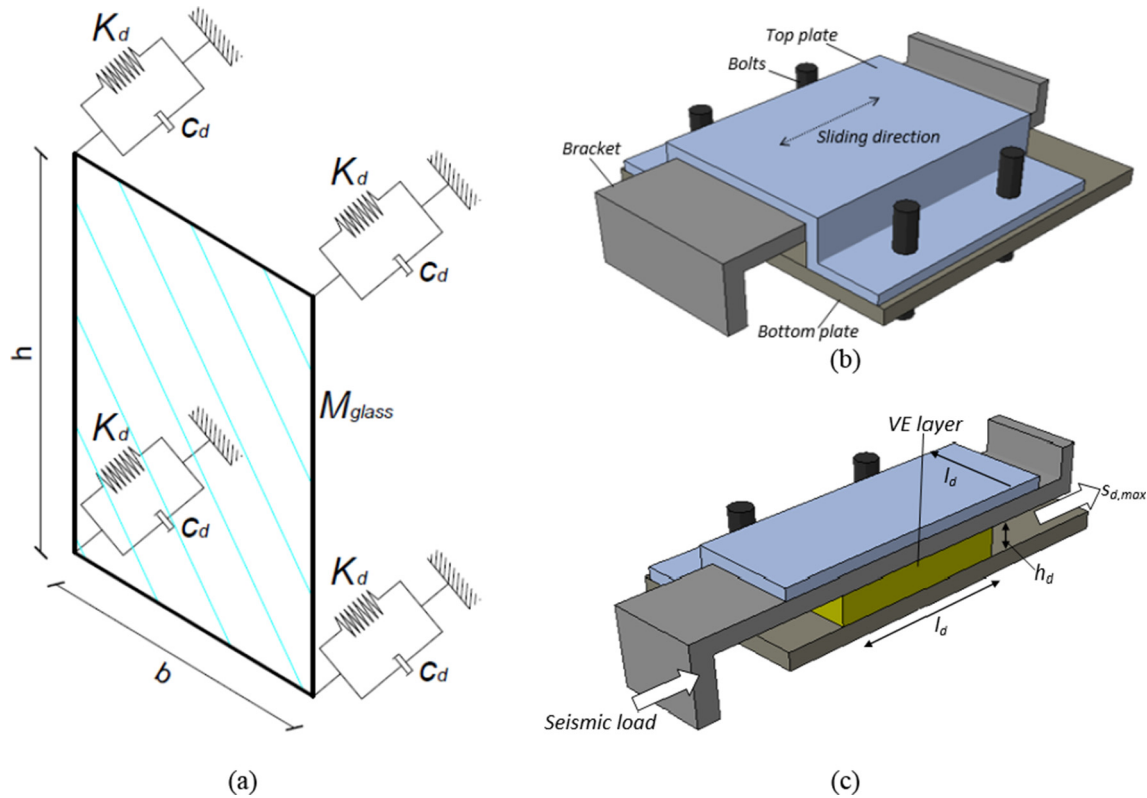 Kd
cd
Kd
cd
h
Mglass
Kd
cd
Kd
cd
b
(a)
Top plate
Bolts
Sliding direction
Bracket
Bottom plate
(b)
VE layer
ld
sd,max
hd
ld
Seismic load
(c)